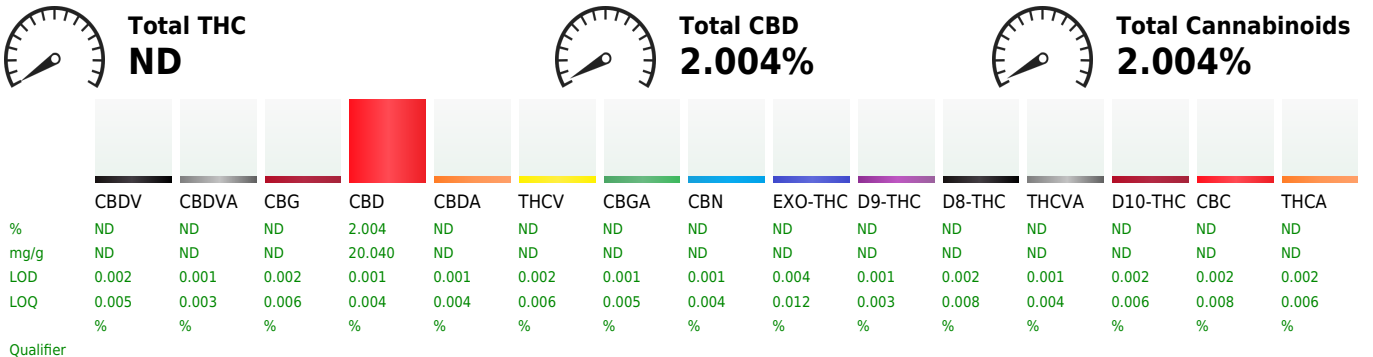 Total THC
ND
Total CBD
2.004%
Total Cannabinoids
2.004%
CBDV CBDVA CBG CBD CBDA THCV CBGA CBN EXO-THC D9-THC D8-THC THCVA D10-THC CBC THCA
% ND ND ND 2.004 ND ND ND ND ND ND ND ND ND ND ND
mg/g ND ND ND 20.040 ND ND ND ND ND ND ND ND ND ND ND
LOD 0.002 0.001 0.002 0.001 0.001 0.002 0.001 0.001 0.004 0.001 0.002 0.001 0.002 0.002 0.002
LOQ 0.005 0.003 0.006 0.004 0.004 0.006 0.005 0.004 0.012 0.003 0.008 0.004 0.006 0.008 0.006
% % % % % % % % % % % % % % %
Qualifier